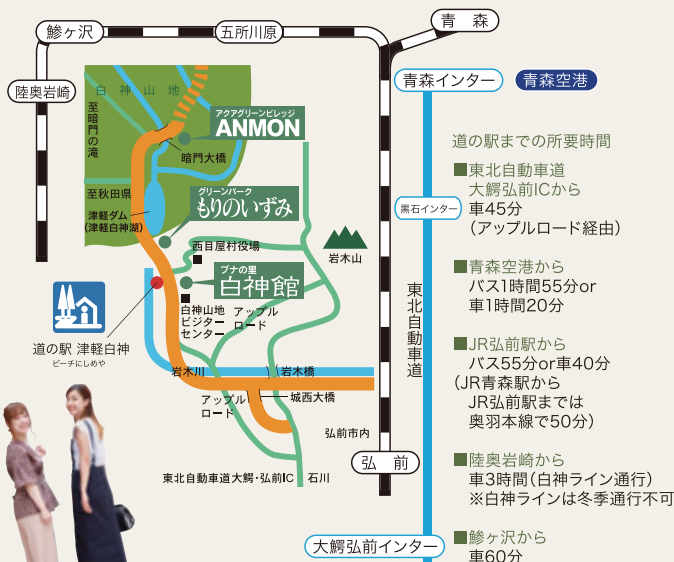 青森
鰺ヶ沢
五所川原
陸奥岩崎
青森インター
青森空港
白神山地
至暗門の滝
アクアグリーンビレッジ
ANMON
暗門大橋
至秋田県
グリーンパーク
もりのいずみ
津軽ダム
(津軽白神湖)
西目屋村役場
岩木山
ブナの里
白神館
白神山地
ビジター
センター
アップル
ロード
道の駅 津軽白神
ビーチにしめや
岩木川
岩木橋
アップル
ロード
城西大橋
弘前市内
弘前
東北自動車道大鰐・弘前IC
石川
黒石インター
東北自動車道
大鰐弘前インター
道の駅までの所要時間
■東北自動車道
大鰐弘前ICから
車45分
(アップルロード経由)
■青森空港から
バス1時間55分or
車1時間20分
■JR弘前駅から
バス55分or車40分
(JR青森駅から
JR弘前駅までは
奥羽本線で50分)
■陸奥岩崎から
車3時間(白神ライン通行)
※白神ラインは冬季通行不可
■鰺ヶ沢から
車60分